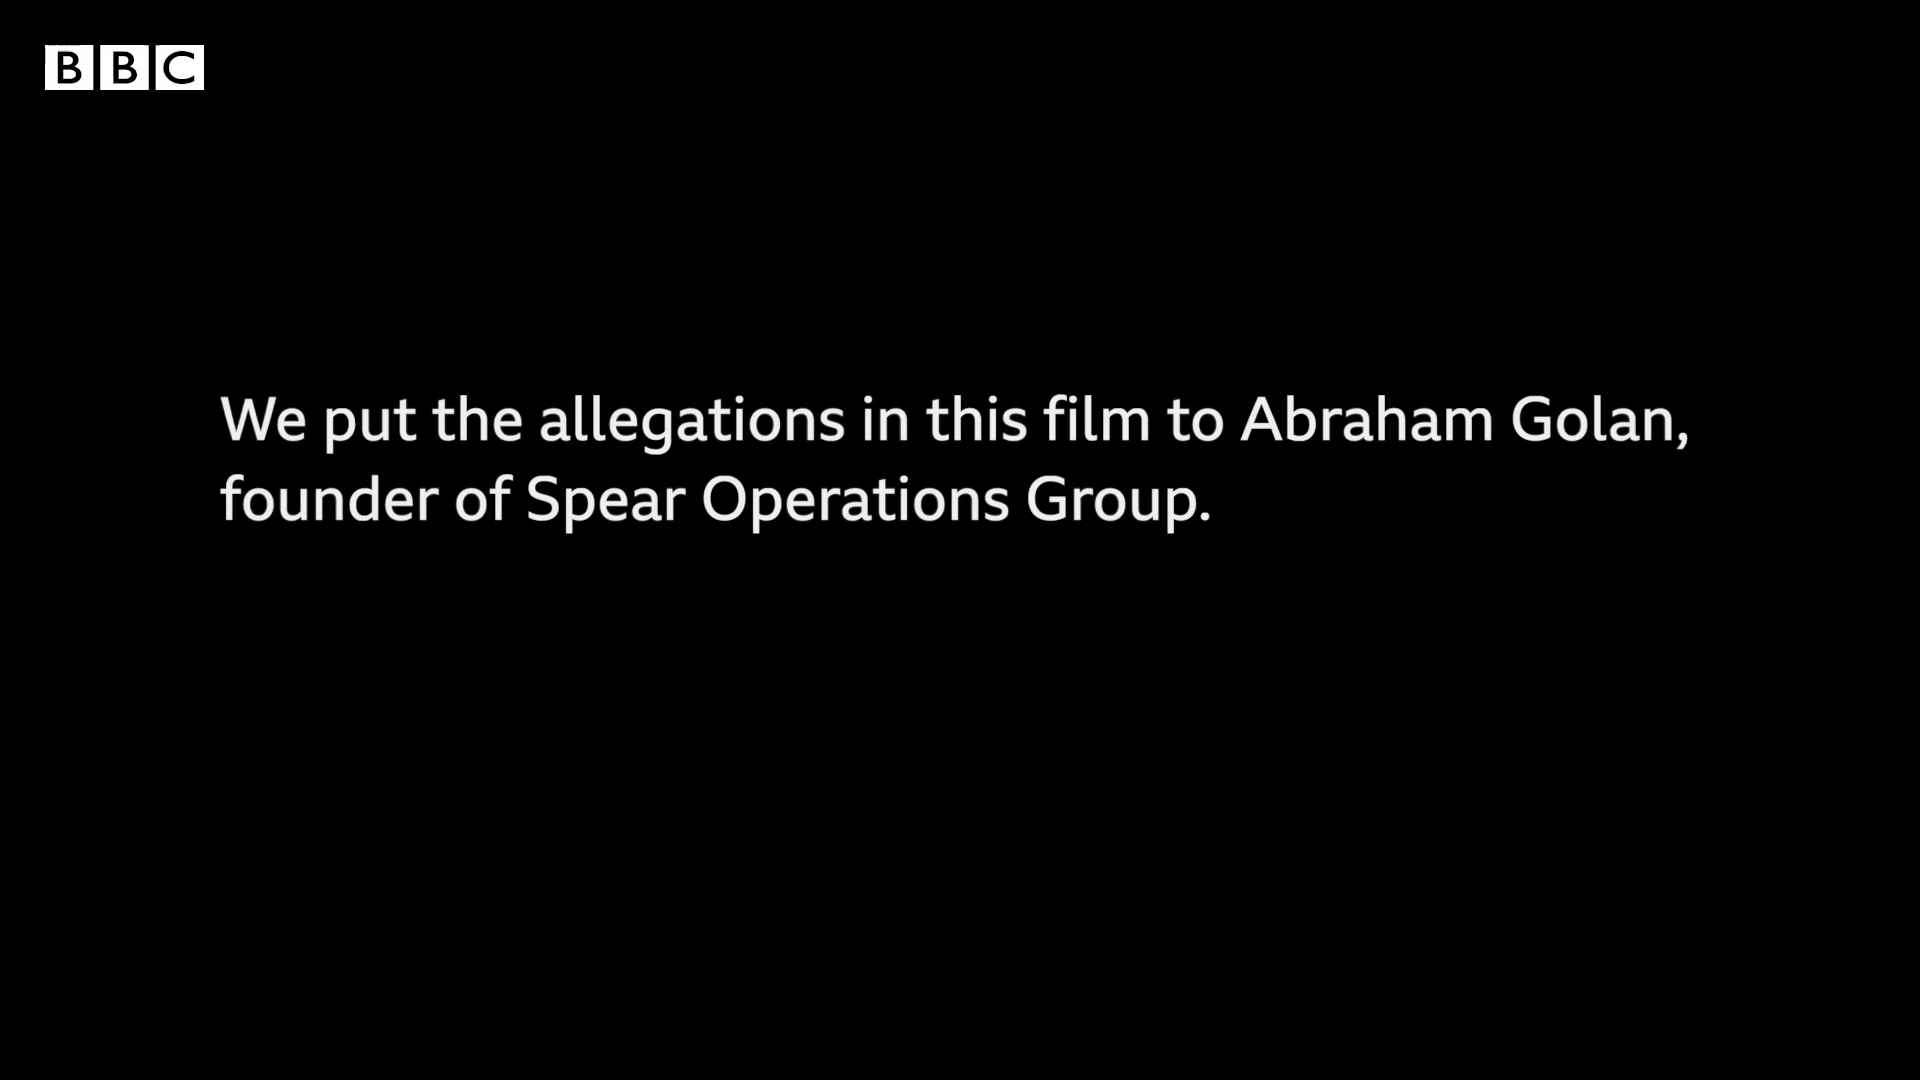 BBC
We put the allegations in this film to Abraham Golan,
founder of Spear Operations Group.